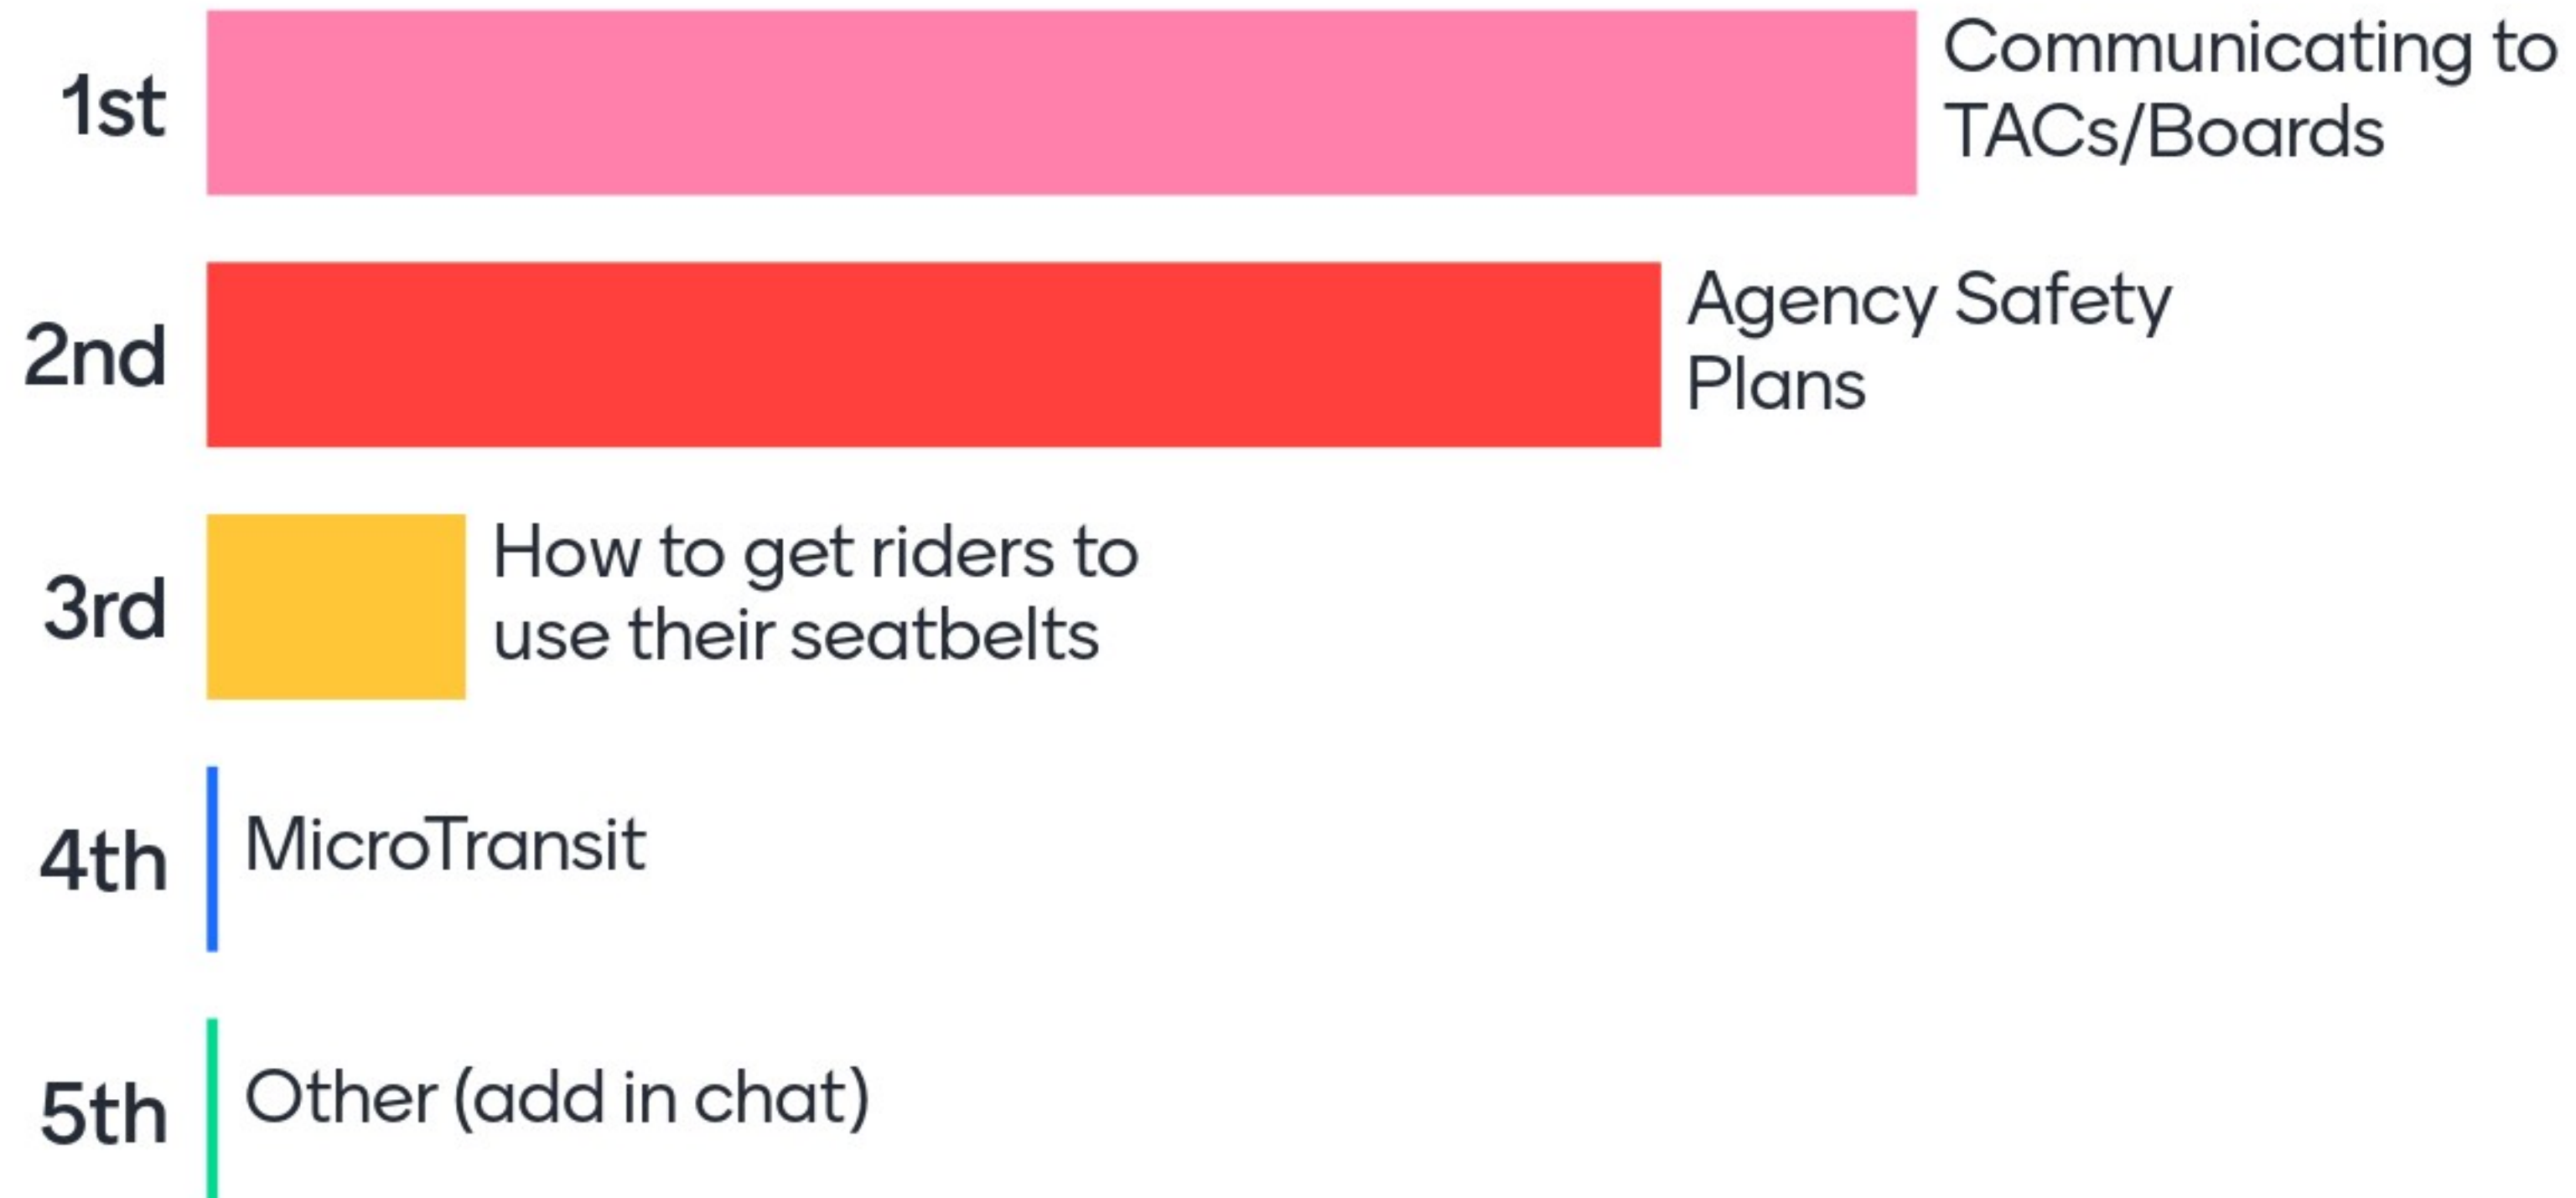 1st
Communicating to
TACs/Boards
2nd
Agency Safety
Plans
3rd
How to get riders to
use their seatbelts
4th
MicroTransit
5th
Other (add in chat)